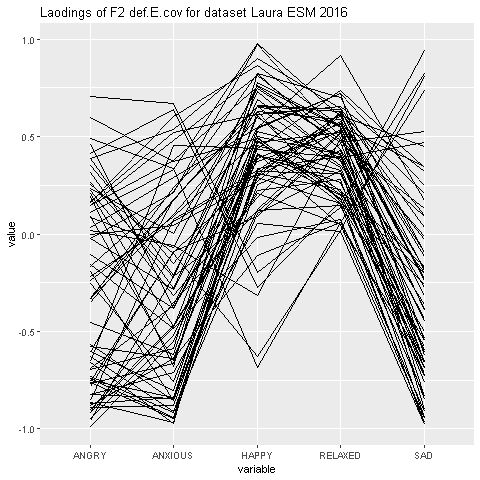 Laodings of F2 def.E.cov for dataset Laura ESM 2016
1.0
0.5
0.0
-0.5
-1.0
value
ANGRY ANXIOUS HAPPY RELAXED SAD
variable